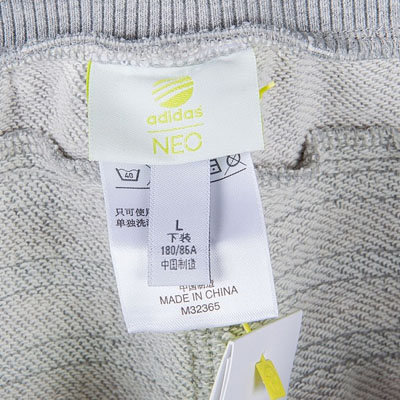 adidas
NEO
40
只可使用
单独洗
L
下装
180/85A
中国制造
中国制造
MADE IN CHINA
M32365